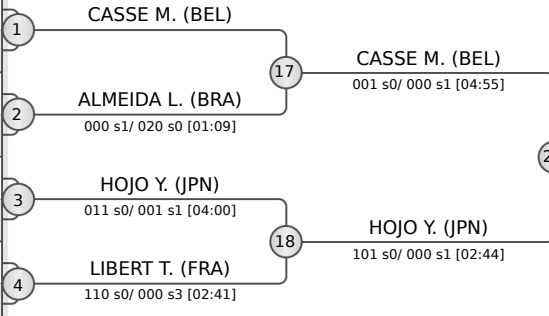 CASSE M. (BEL)
1
17
CASSE M. (BEL)
001 s0/ 000 s1 [04:55]
ALMEIDA L. (BRA)
2
000 s1/ 020 s0 [01:09]
HOJO Y. (JPN)
3
011 s0/ 001 s1 [04:00]
18
HOJO Y. (JPN)
101 s0/ 000 s1 [02:44]
LIBERT T. (FRA)
4
110 s0/ 000 s3 [02:41]